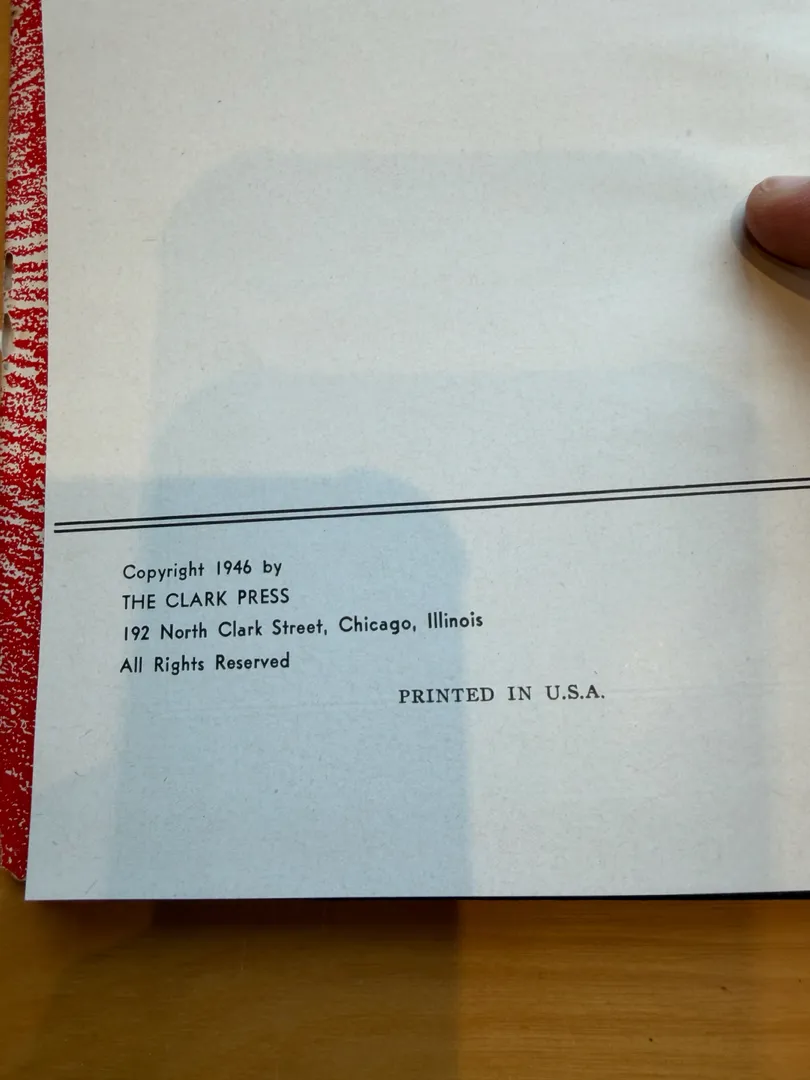 Copyright 1946 by
THE CLARK PRESS
192 North Clark Street, Chicago, Illinois
All Rights Reserved
PRINTED IN U.S.A.